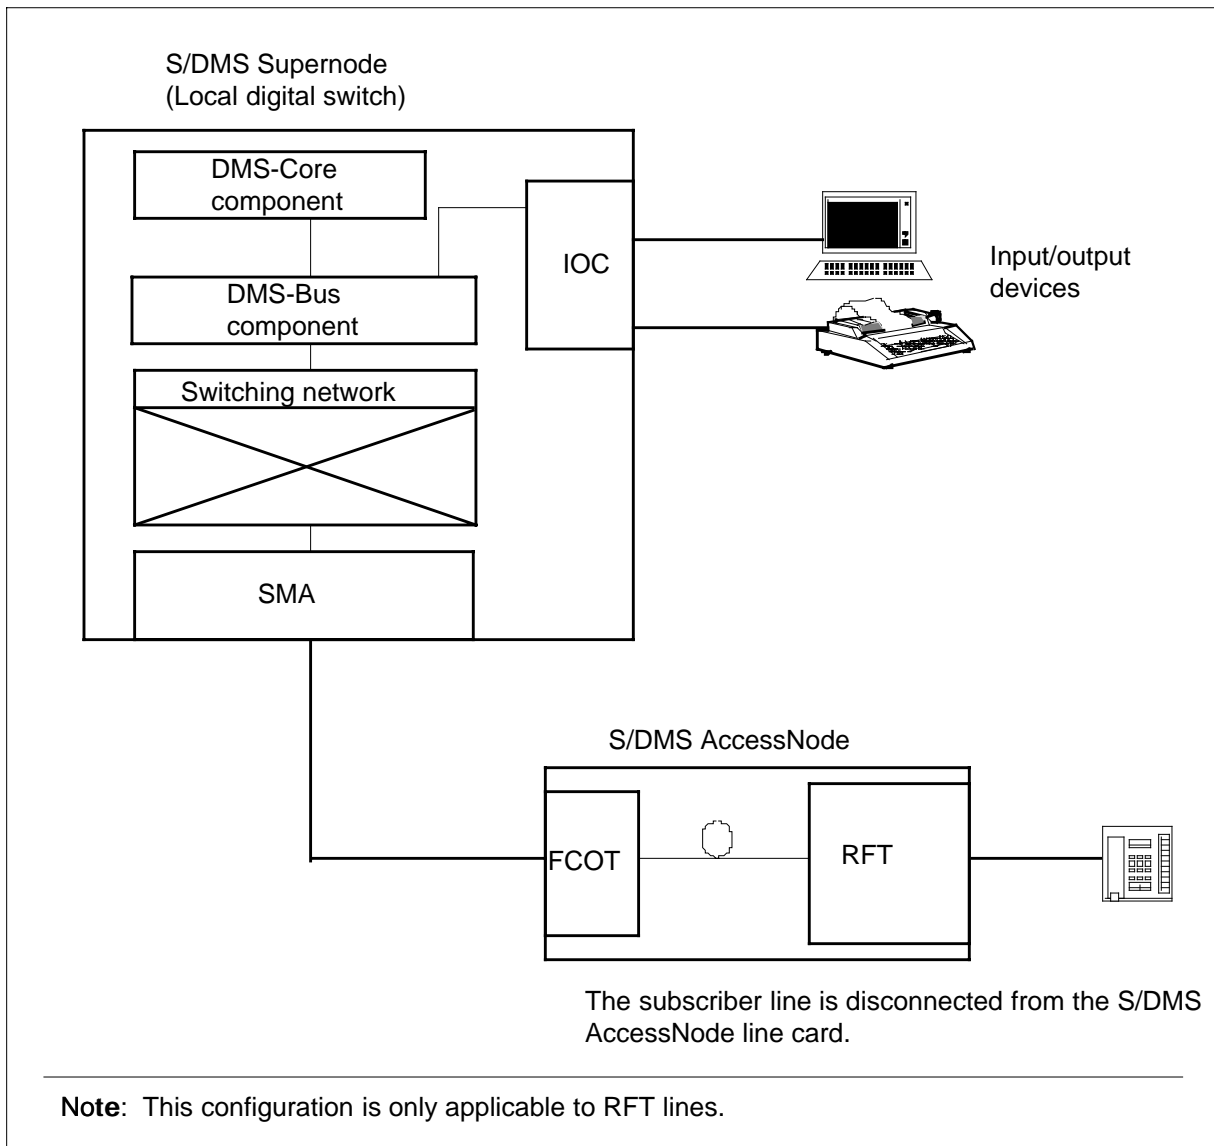 S/DMS Supernode
(Local digital switch)
DMS-Core
component
IOC
DMS-Bus
component
Input/output
devices
Switching network
SMA
S/DMS AccessNode
FCOT
RFT
The subscriber line is disconnected from the S/DMS
AccessNode line card.
Note: This configuration is only applicable to RFT lines.